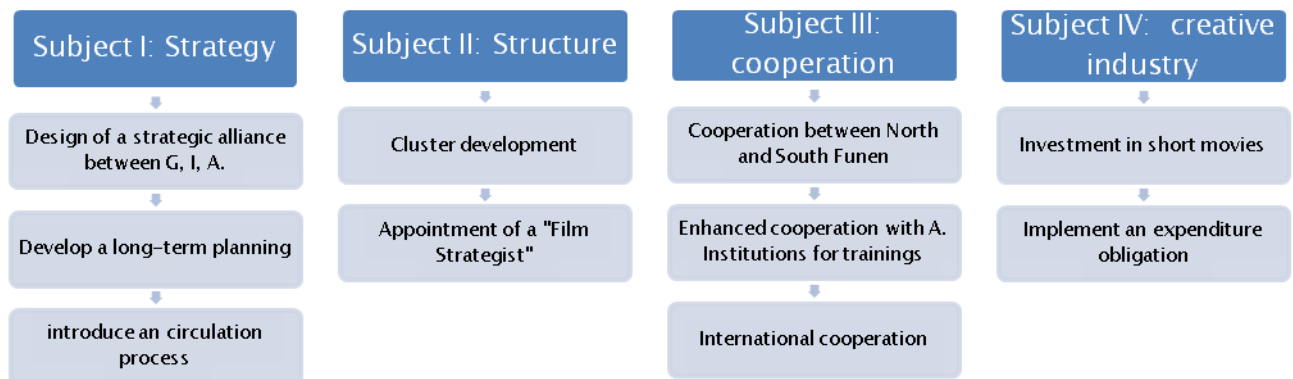 Subject I: Strategy
Design of a strategic alliance
between G, I, A.
Develop a long-term planning
introduce an circulation
process
Subject II: Structure
Cluster development
Appointment of a "Film
Strategist"
Subject III:
cooperation
Cooperation between North
and South Funen
Enhanced cooperation with A.
Institutions for trainings
International cooperation
Subject IV: creative
industry
Investment in short movies
Implement an expenditure
obligation